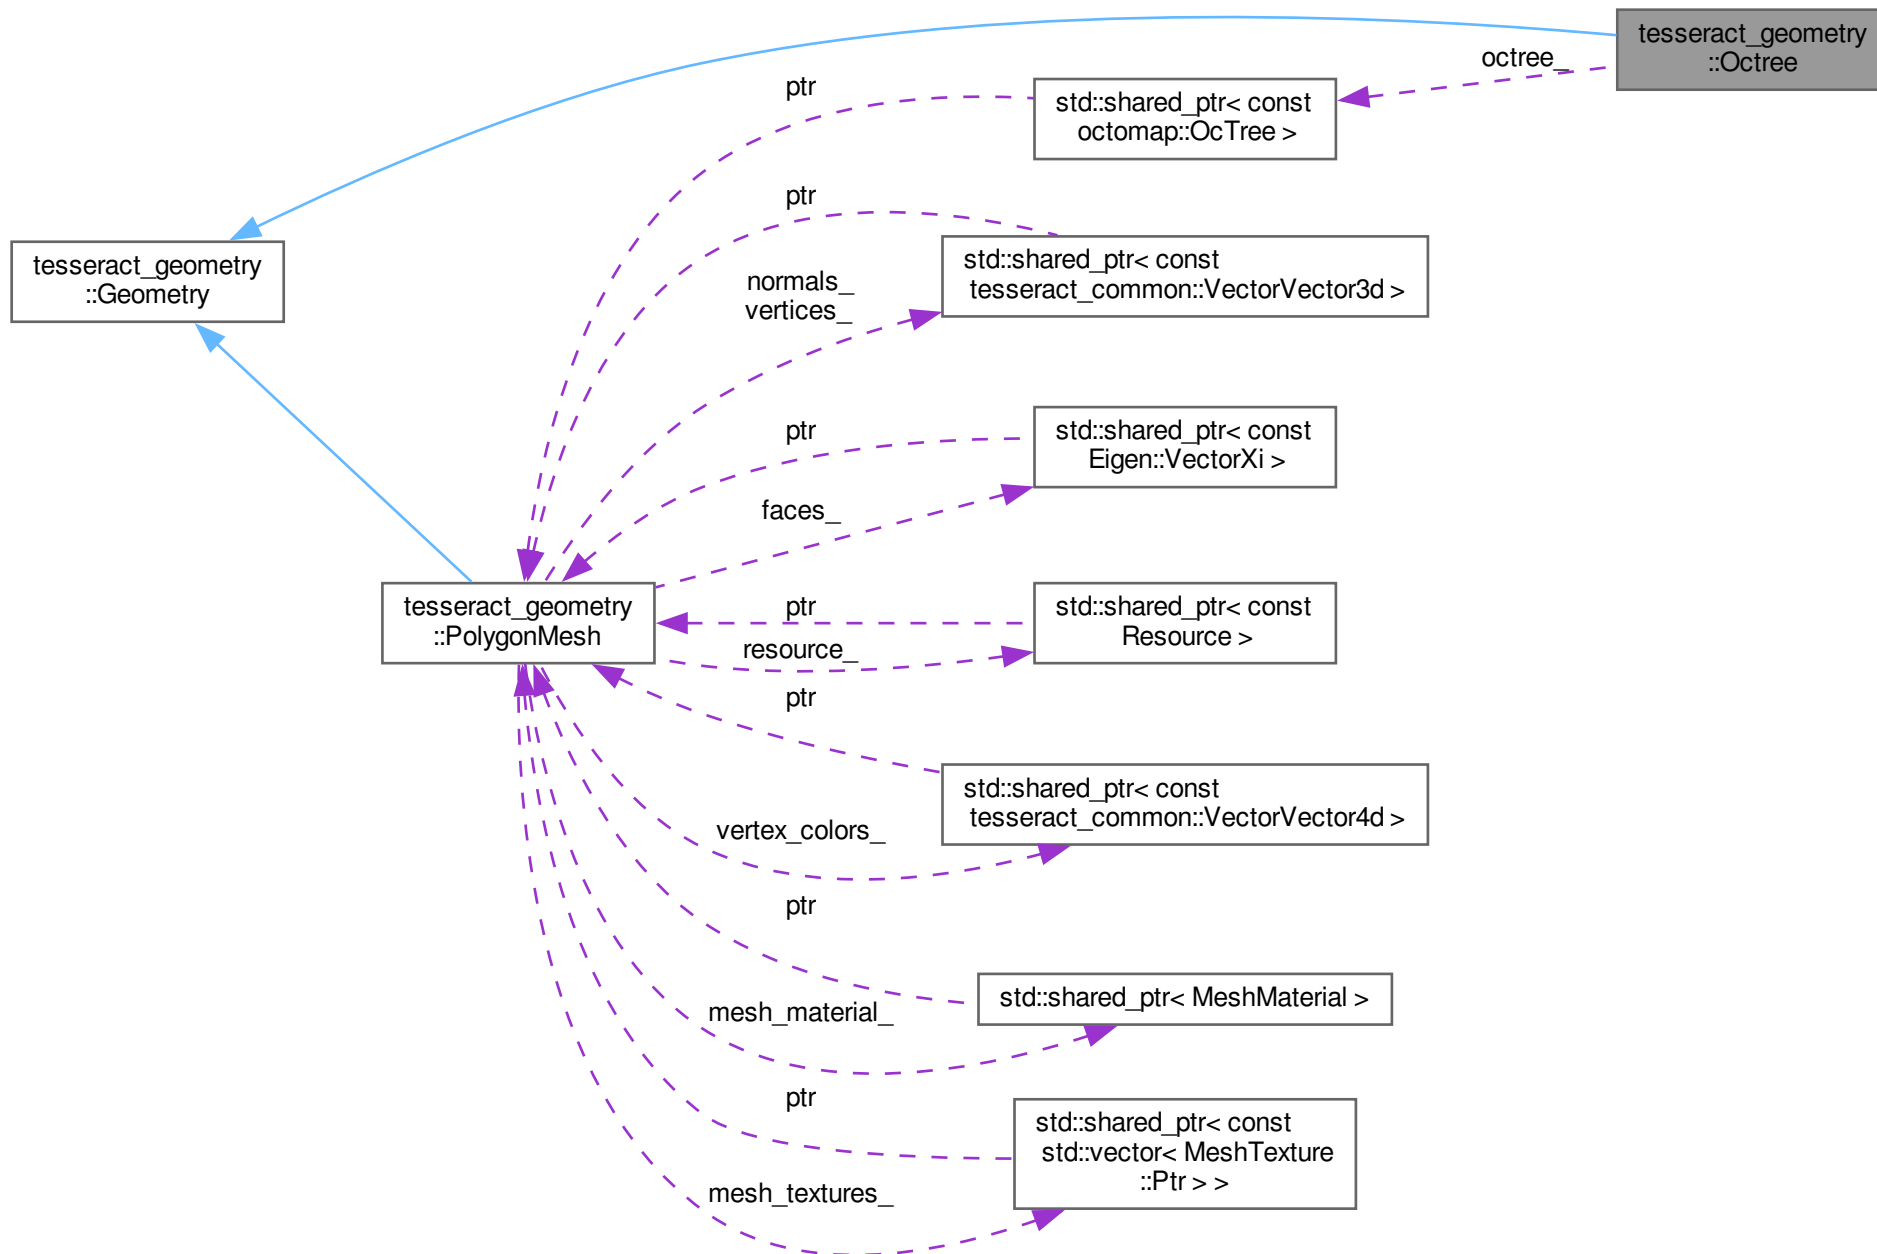 tesseract_geometry
::Octree
octree_
ptr
std::shared_ptr< const
octomap::OcTree >
ptr
tesseract_geometry
::Geometry
std::shared_ptr< const
tesseract_common::VectorVector3d >
normals_
vertices_
ptr
std::shared_ptr< const
Eigen::VectorXi >
faces_
tesseract_geometry
::PolygonMesh
ptr
std::shared_ptr< const
Resource >
resource_
ptr
std::shared_ptr< const
tesseract_common::VectorVector4d >
vertex_colors_
ptr
std::shared_ptr< MeshMaterial >
mesh_material_
ptr
std::shared_ptr< const
std::vector< MeshTexture
::Ptr > >
mesh_textures_